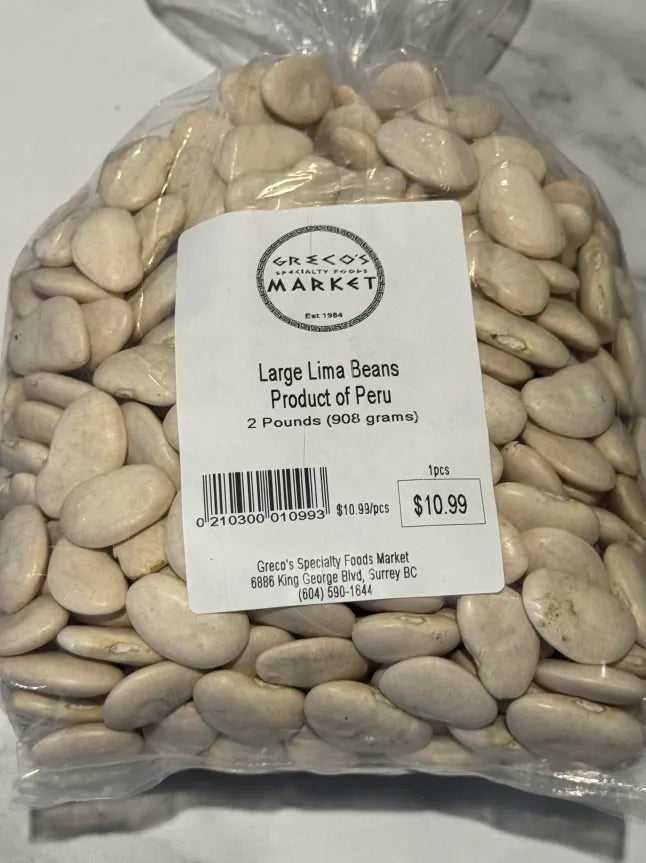 GRECO'S
SPECIALTY FOODS
MARKET
Est 1984
Large Lima Beans
Product of Peru
2 Pounds (908 grams)
1pcs
0 210300 010993 $10.99/pcs $10.99
Greco's Specialty Foods Market
6886 King George Blvd, Surrey BC
(604) 590-1644